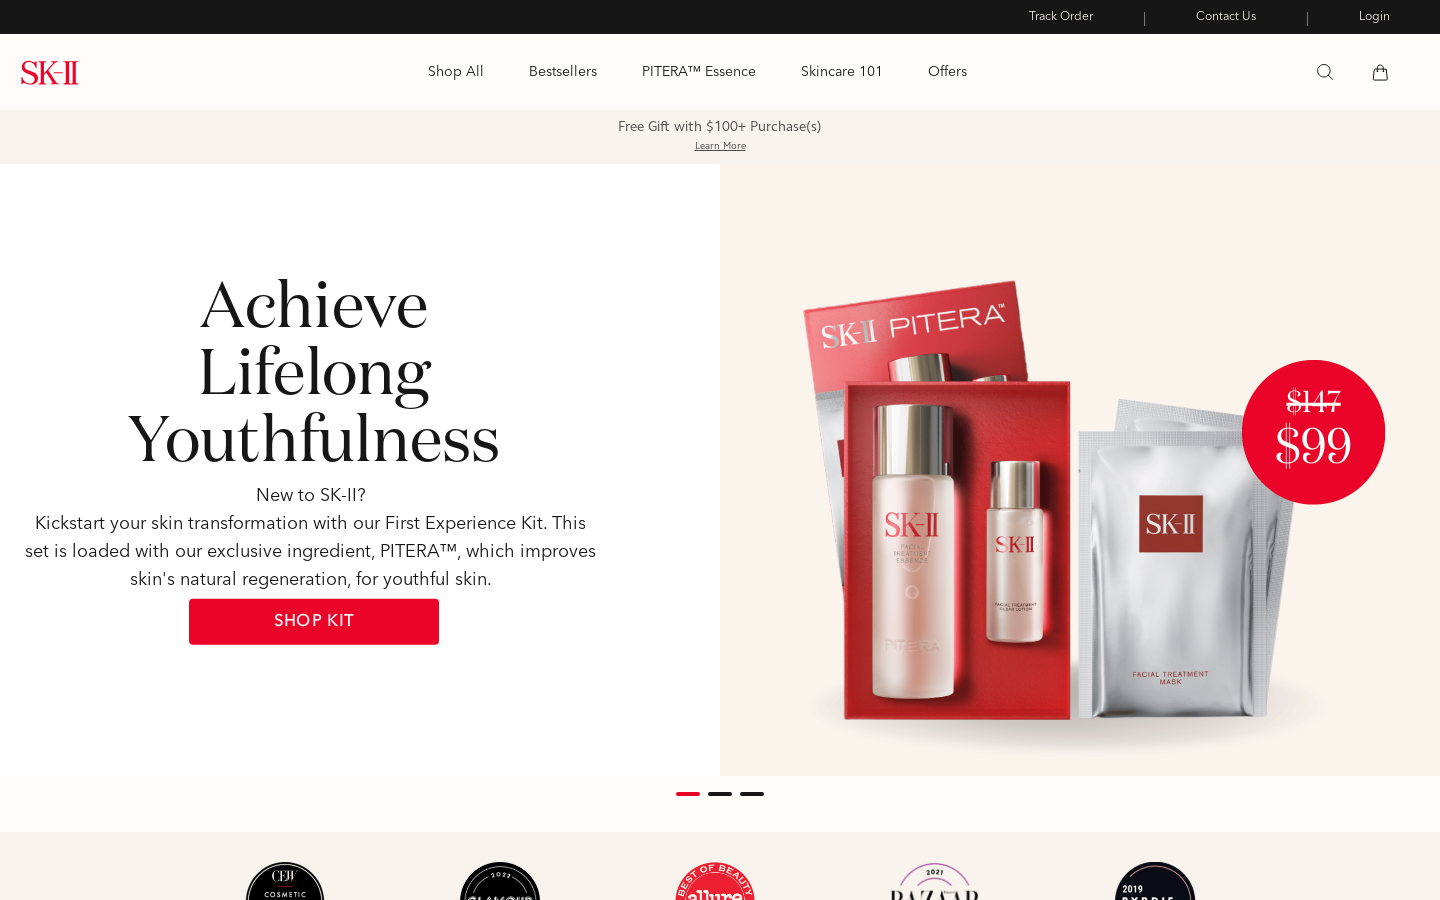 Track Order
Contact Us
Login
SK-II
Shop All
Bestsellers
PITERA™ Essence
Skincare 101
Offers
Free Gift with $100+ Purchase(s)
Learn More
Achieve
Lifelong
Youthfulness
New to SK-II?
Kickstart your skin transformation with our First Experience Kit. This
set is loaded with our exclusive ingredient, PITERA™, which improves
skin's natural regeneration, for youthful skin.
SHOP KIT
SK-II PITERA™
SK-II
FACIAL
TREATMENT
ESSENCE
PITERA
SK-II
FACIAL TREATMENT
CLEAR LOTION
SK-II
FACIAL TREATMENT
MASK
$147
$99
CEW
COSMETIC
2022
GLAMOUR
BEST OF BEAUTY
allure
2021
BAZAAR
2019
BYRDIE